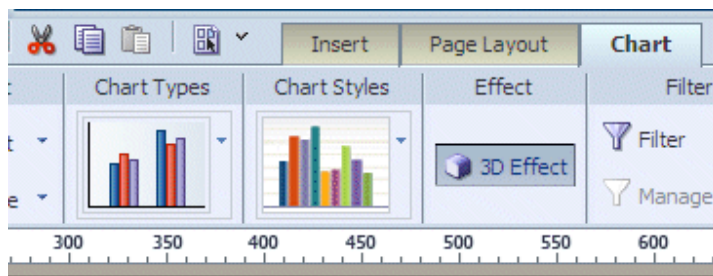 Insert Page Layout Chart
Chart Types Chart Styles Effect Filter
Filter
3D Effect
Manage
300 350 400 450 500 550 600